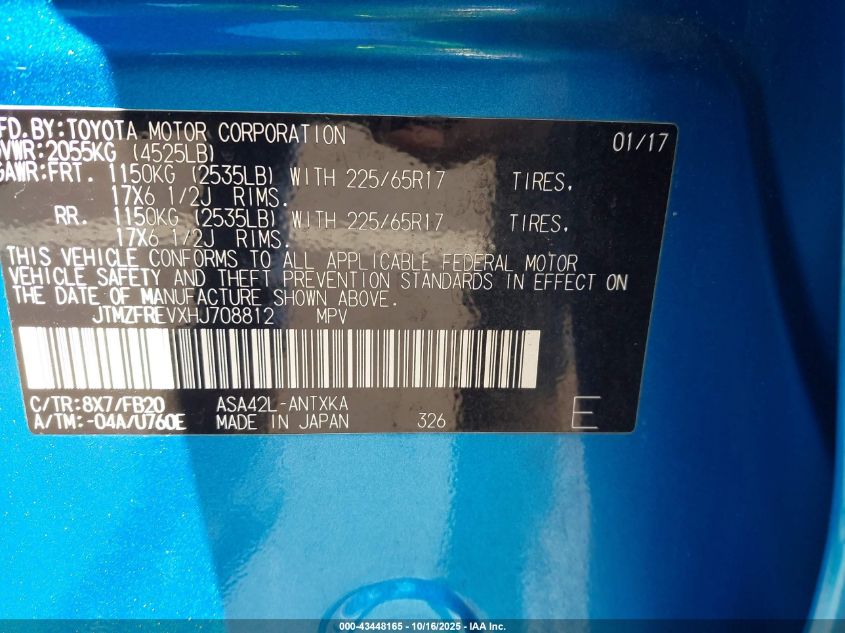 FD. BY: TOYOTA MOTOR CORPORATION 01/17
VWR: 2055KG (4525LB)
GAWR: FRT. 1150KG (2535LB) WITH 225/65R17 TIRES,
17X6 1/2J RIMS.
RR. 1150KG (2535LB) WITH 225/65R17 TIRES,
17X6 1/2J RIMS.
THIS VEHICLE CONFORMS TO ALL APPLICABLE FEDERAL MOTOR
VEHICLE SAFETY AND THEFT PREVENTION STANDARDS IN EFFECT ON
THE DATE OF MANUFACTURE SHOWN ABOVE.
JTMZFREVXHJ708812 MPV
C/TR: 8X7/FB20 ASA42L-ANTXKA
A/TM: -04A/U760E MADE IN JAPAN 326 E
000-43448165 - 10/16/2025 - IAA Inc.